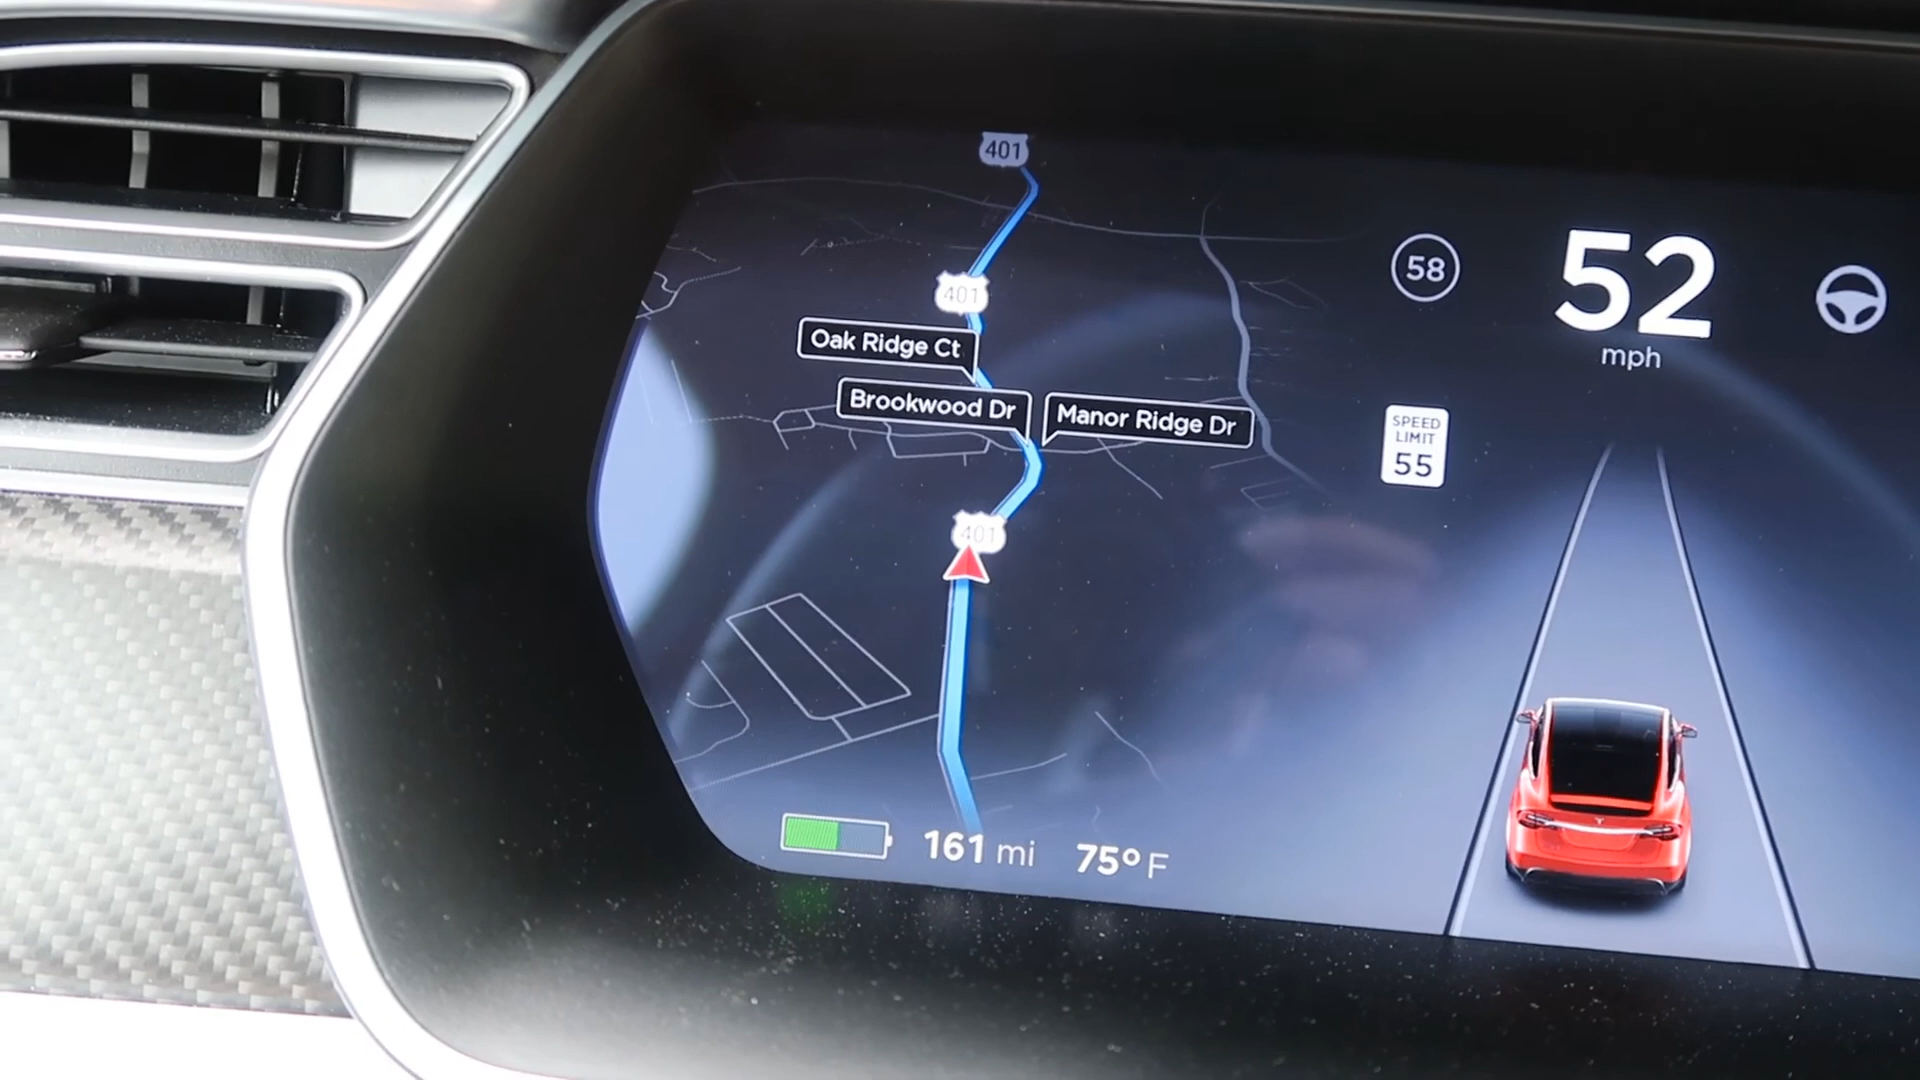 401
401
Oak Ridge Ct
Brookwood Dr
Manor Ridge Dr
401
161 mi
75° F
58
52
mph
SPEED
LIMIT
55